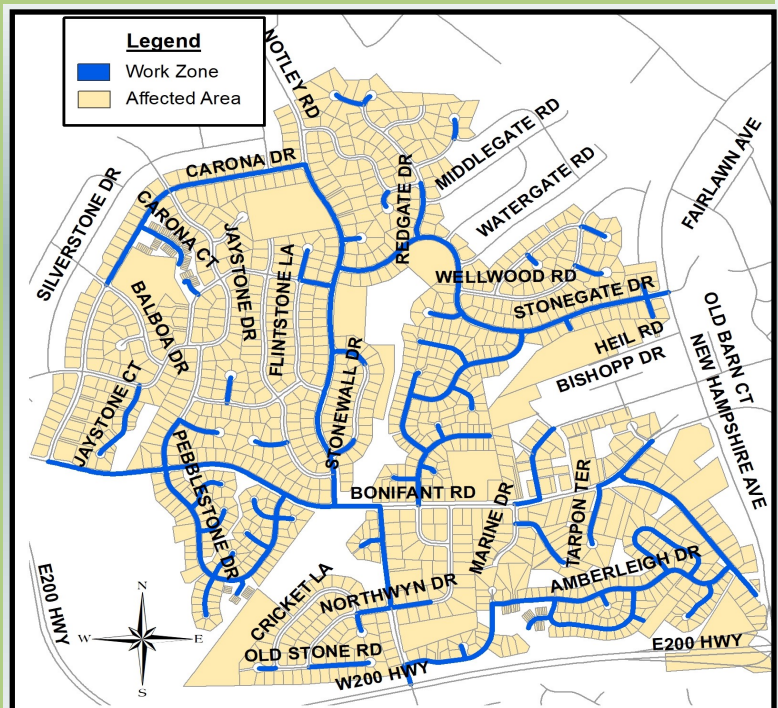 Legend
Work Zone
Affected Area
NOTLEY RD
CARONA DR
MIDDLEGATE RD
REDGATE DR
WATERGATE RD
FAIRLAWN AVE
SILVERSTONE DR
CARONA CT
JAYSTONE DR
FLINTSTONE LA
WELLWOOD RD
STONEGATE DR
BALBOA DR
HEIL RD
OLD BARN CT
BISHOPP DR
NEW HAMPSHIRE AVE
JAYSTONE CT
STONEWALL DR
PEBBLESTONE DR
BONIFANT RD
MARINE DR
TARPON TER
E200 HWY
CRICKET LA
NORTHWYN DR
AMBERLEIGH DR
N
W
E
S
OLD STONE RD
W200 HWY
E200 HWY